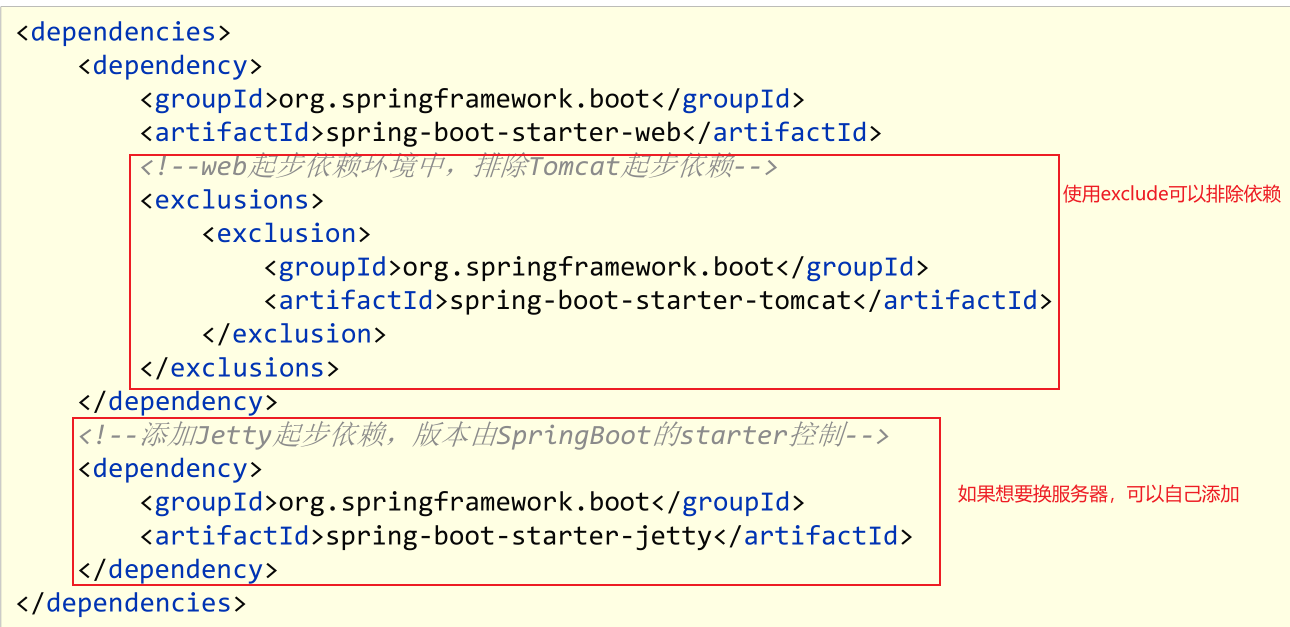 <dependencies>
<dependency>
<groupId>org.springframework.boot</groupId>
<artifactId>spring-boot-starter-web</artifactId>
<!--web起步依赖环境中，排除Tomcat起步依赖-->
<exclusions>
使用exclude可以排除依赖
<exclusion>
<groupId>org.springframework.boot</groupId>
<artifactId>spring-boot-starter-tomcat</artifactId>
</exclusion>
</exclusions>
</dependency>
<!--添加Jetty起步依赖，版本由SpringBoot的starter控制-->
<dependency>
<groupId>org.springframework.boot</groupId>
如果想要换服务器，可以自己添加
<artifactId>spring-boot-starter-jetty</artifactId>
</dependency>
</dependencies>